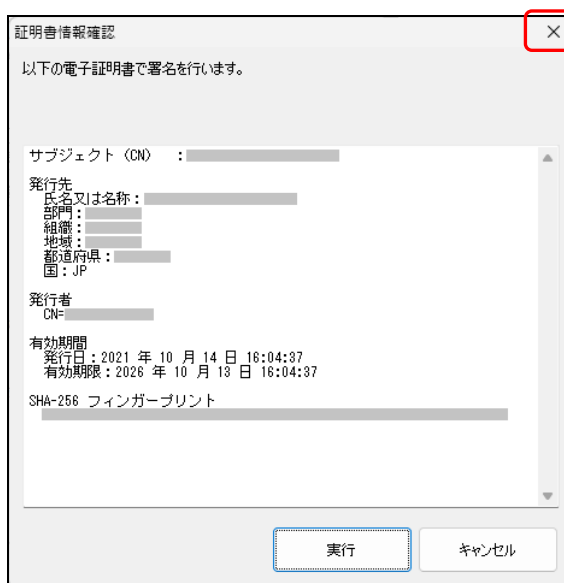 証明書情報確認
以下の電子証明書で署名を行います。
サブジェクト（CN） ：
発行先
氏名又は名称：
部門：
組織：
地域：
都道府県：
国：JP
発行者
CN=
有効期間
発行日：2021 年 10 月 14 日 16:04:37
有効期限：2026 年 10 月 13 日 16:04:37
SHA-256 フィンガープリント
実行
キャンセル